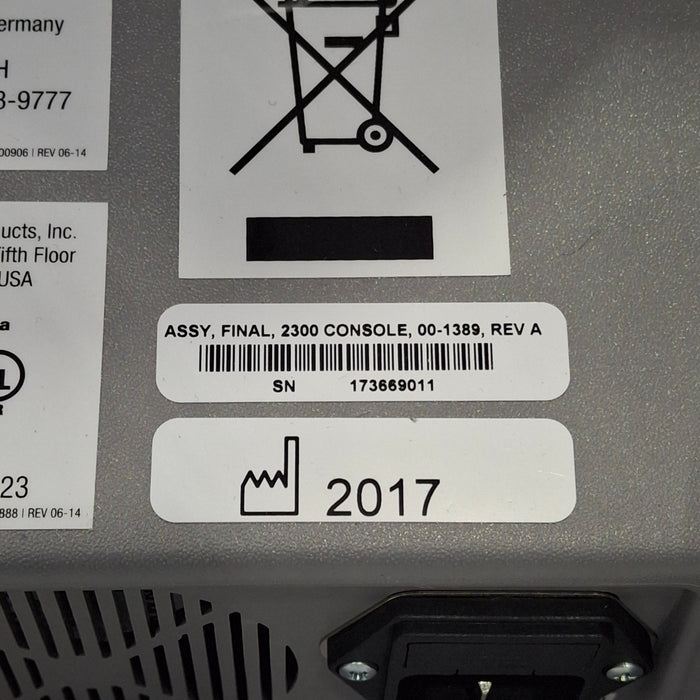 ermany
H
3-9777
00906 | REV 06-14
ucts, Inc.
ifth Floor
USA
a
L
R
23
888 | REV 06-14
ASSY, FINAL, 2300 CONSOLE, 00-1389, REV A
SN 173669011
2017